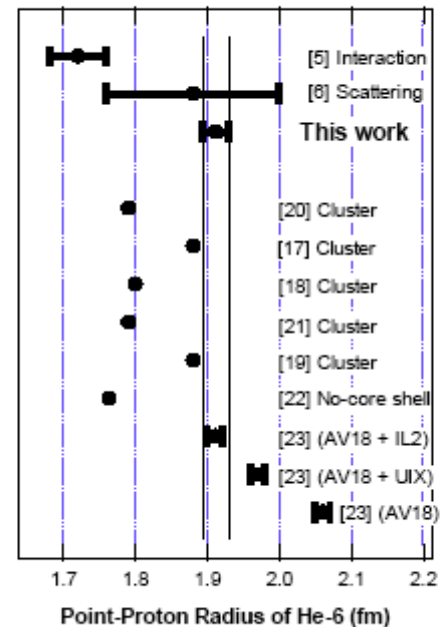 [5] Interaction
[6] Scattering
This work
[20] Cluster
[17] Cluster
[18] Cluster
[21] Cluster
[19] Cluster
[22] No-core shell
[23] (AV18 + IL2)
[23] (AV18 + UIX)
[23] (AV18)
1.7 1.8 1.9 2.0 2.1 2.2
Point-Proton Radius of He-6 (fm)